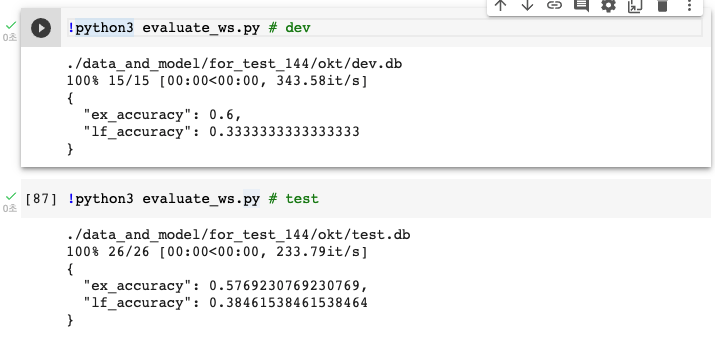 !python3 evaluate_ws.py # dev
0초
./data_and_model/for_test_144/okt/dev.db
100% 15/15 [00:00<00:00, 343.58it/s]
{
"ex_accuracy": 0.6,
"lf_accuracy": 0.3333333333333333
}
[87] !python3 evaluate_ws.py # test
0초
./data_and_model/for_test_144/okt/test.db
100% 26/26 [00:00<00:00, 233.79it/s]
{
"ex_accuracy": 0.5769230769230769,
"lf_accuracy": 0.38461538461538464
}